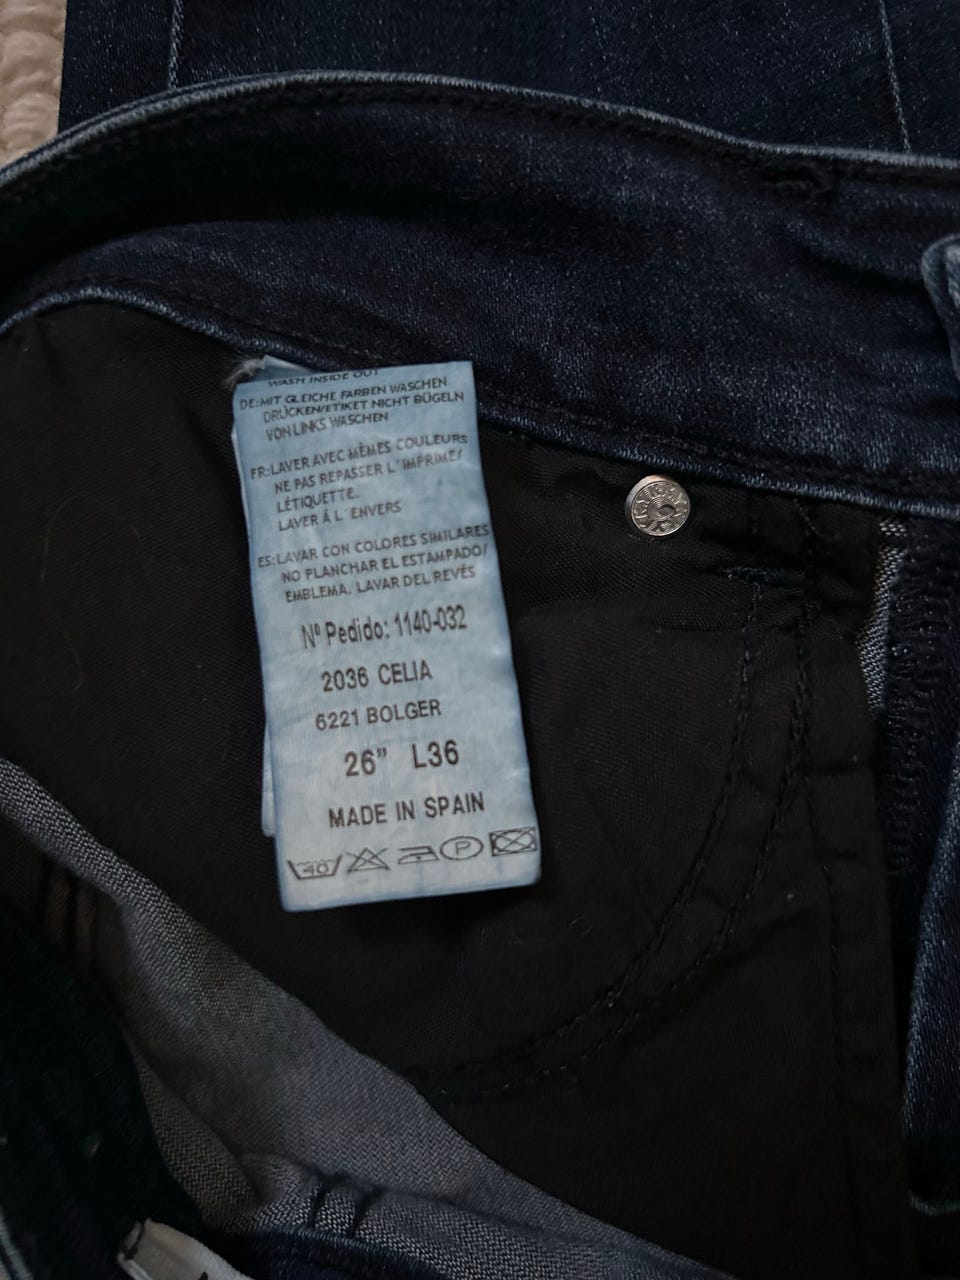 WASH INSIDE OUT
DE:MIT GLEICHE FARBEN WASCHEN
DRÜCKEN/ETIKET NICHT BÜGELN
VON LINKS WASCHEN
FR:LAVER AVEC MÊMES COULEURS
NE PAS REPASSER L'IMPRIME/
LÉTIQUETTE.
LAVER À L'ENVERS
ES:LAVAR CON COLORES SIMILARES
NO PLANCHAR EL ESTAMPADO/
EMBLEMA. LAVAR DEL REVÉS
Nº Pedido: 1140-032
2036 CELIA
6221 BOLGER
26” L36
MADE IN SPAIN
40 P